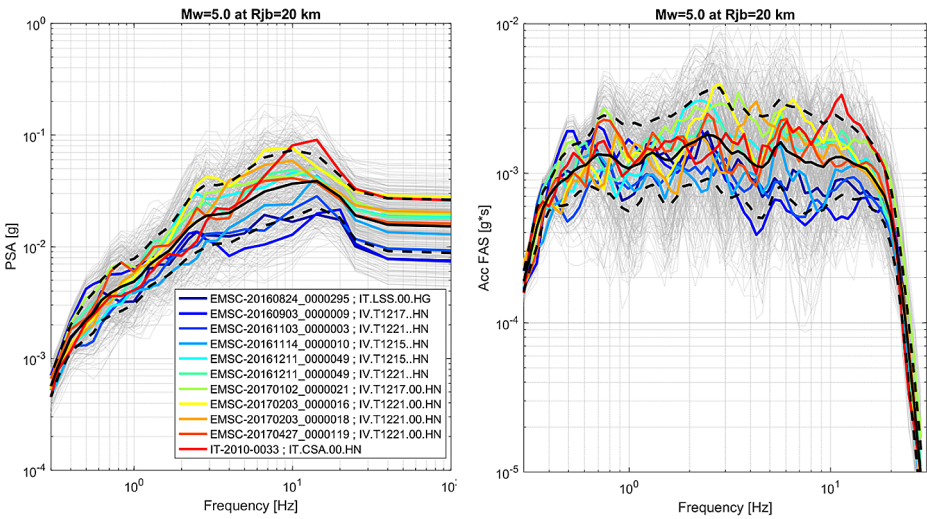 Mw=5.0 at Rjb=20 km
10^0
10^-1
10^-2
10^-3
10^-4
PSA [g]
EMSC-20160824_0000295 ; IT.LSS.00.HG
EMSC-20160903_0000009 ; IV.T1217..HN
EMSC-20161103_0000003 ; IV.T1221..HN
EMSC-20161114_0000010 ; IV.T1215..HN
EMSC-20161211_0000049 ; IV.T1215..HN
EMSC-20161211_0000049 ; IV.T1221..HN
EMSC-20170102_0000021 ; IV.T1217.00.HN
EMSC-20170203_0000016 ; IV.T1221.00.HN
EMSC-20170203_0000018 ; IV.T1221.00.HN
EMSC-20170427_0000119 ; IV.T1221.00.HN
IT-2010-0033 ; IT.CSA.00.HN
10^0
10^1
Frequency [Hz]
Mw=5.0 at Rjb=20 km
10^-2
10^-3
10^-4
10^-5
Acc FAS [g*s]
10^0
10^1
Frequency [Hz]